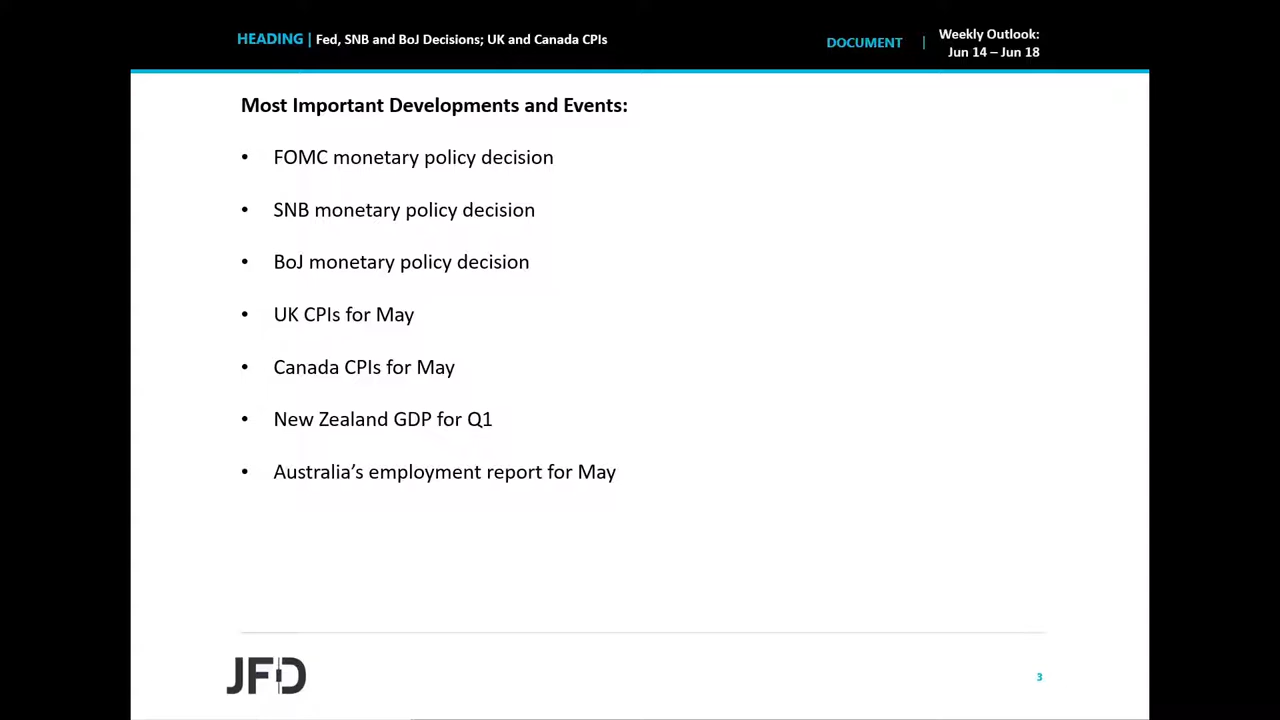 HEADING | Fed, SNB and BoJ Decisions; UK and Canada CPIs
DOCUMENT | Weekly Outlook:
Jun 14 – Jun 18
Most Important Developments and Events:
• FOMC monetary policy decision
• SNB monetary policy decision
• BoJ monetary policy decision
• UK CPIs for May
• Canada CPIs for May
• New Zealand GDP for Q1
• Australia’s employment report for May
JFD
3